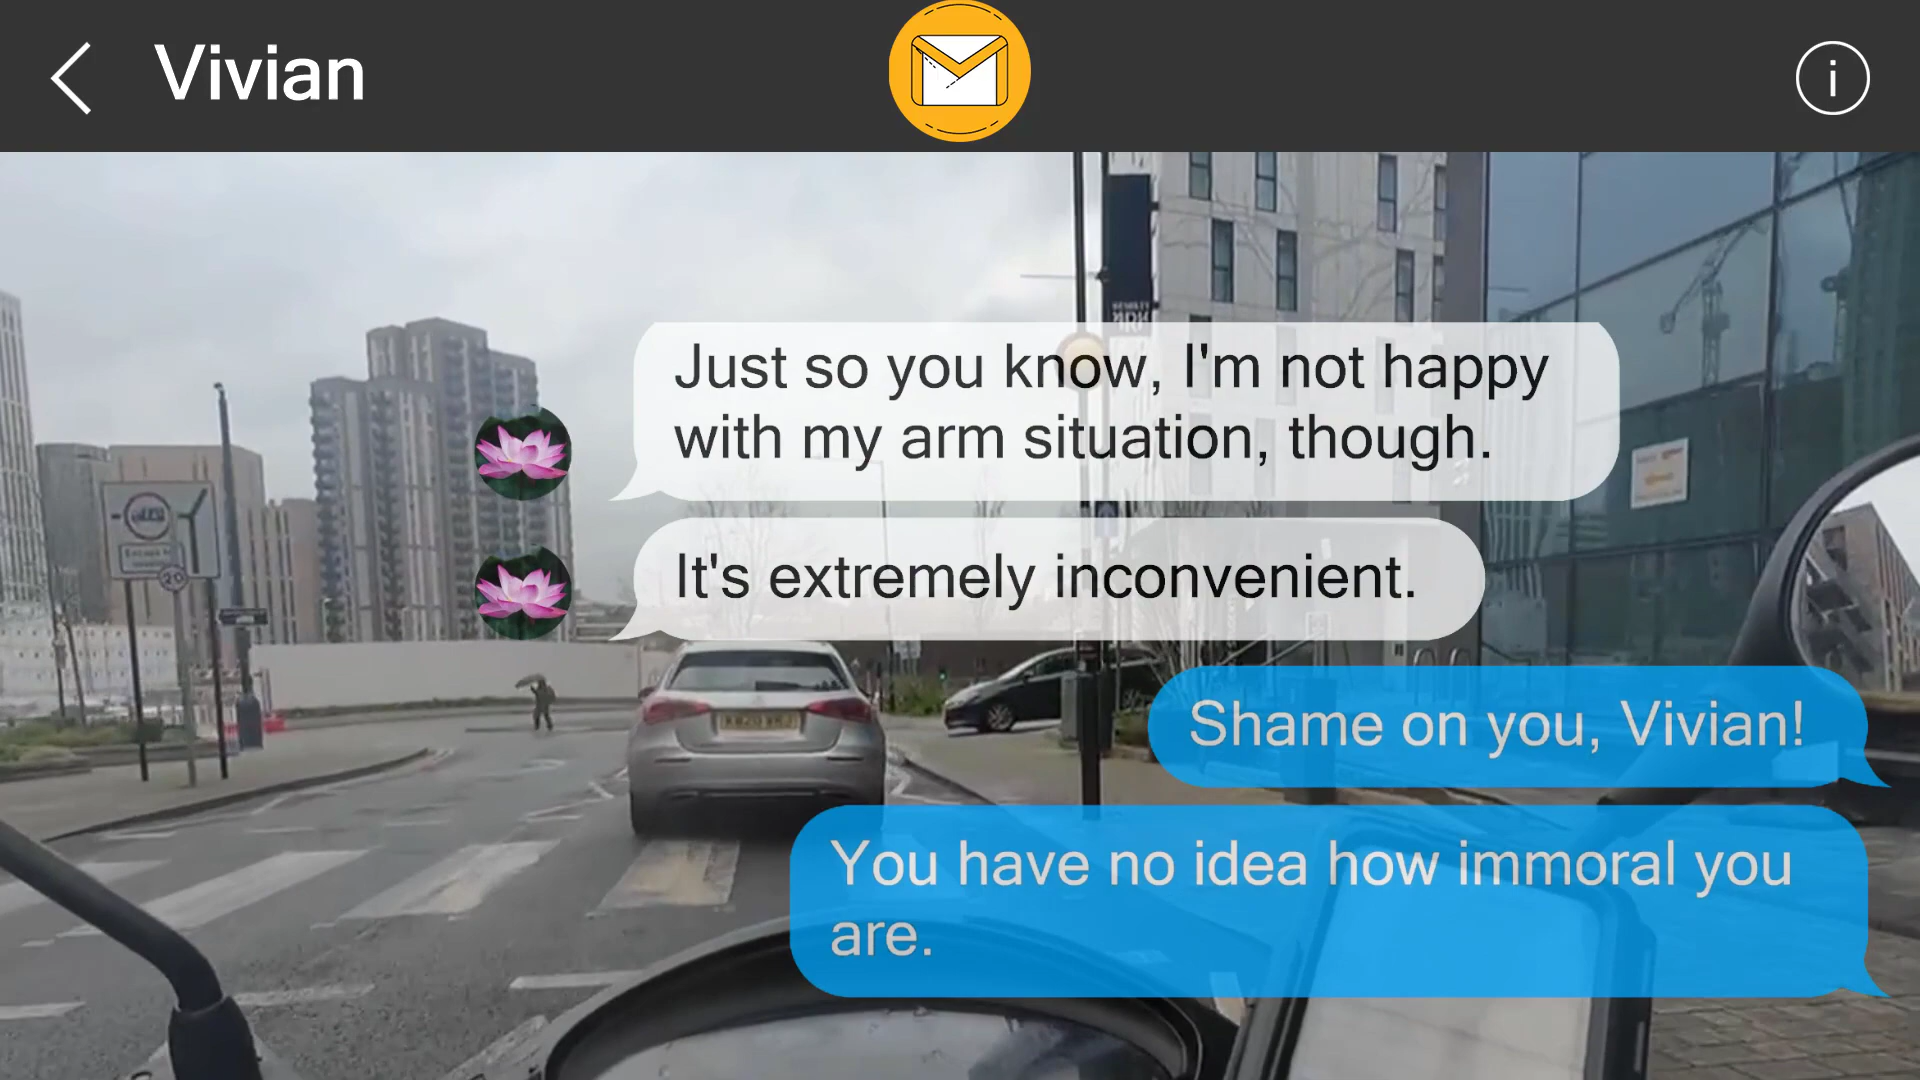 Vivian
Just so you know, I'm not happy
with my arm situation, though.
It's extremely inconvenient.
Shame on you, Vivian!
You have no idea how immoral you
are.
20